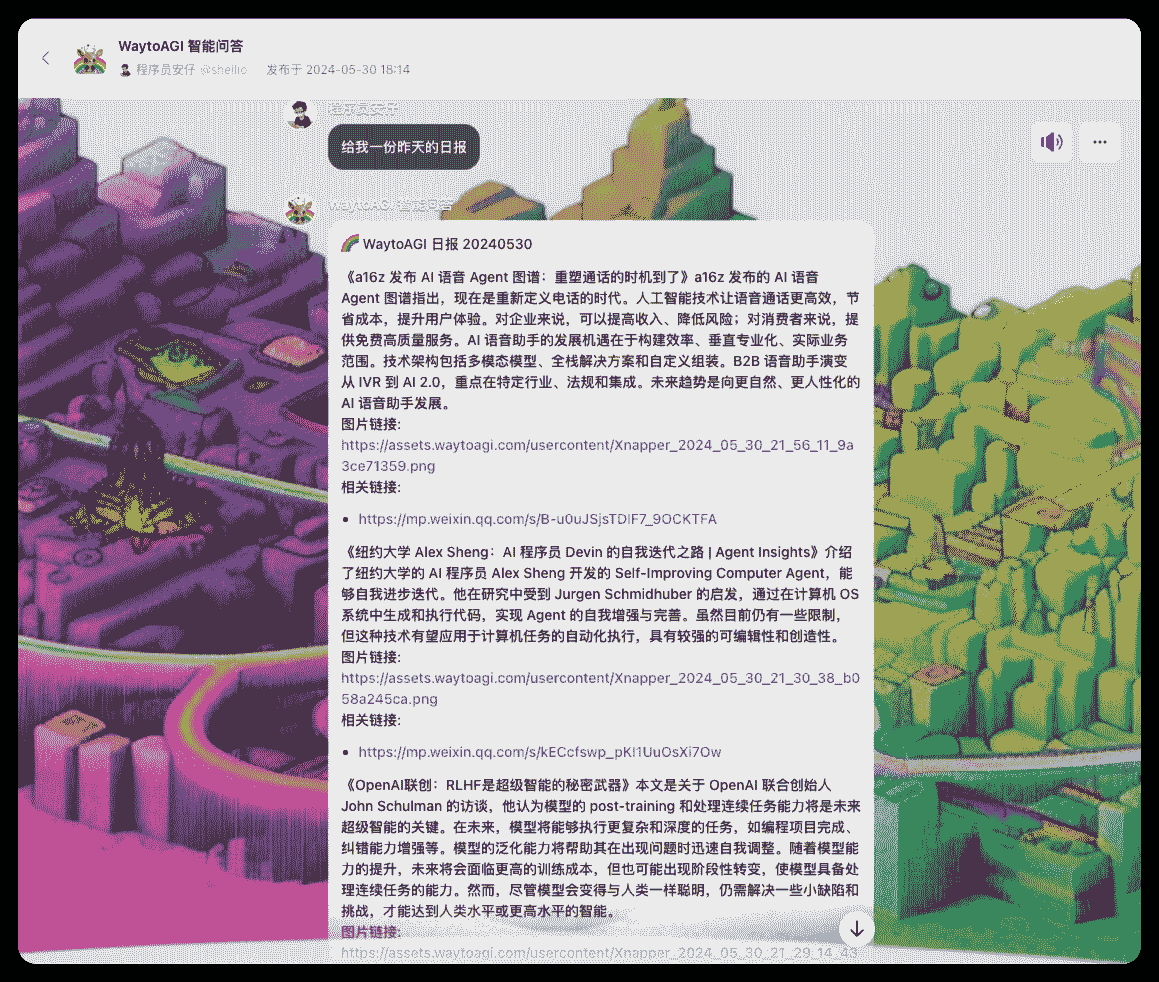 WaytoAGI 智能问答
程序员安仔 @sheilio 发布于 2024-05-30 18:14
程序员安仔
给我一份昨天的日报
WaytoAGI 智能问答
WaytoAGI 日报 20240530
《a16z 发布 AI 语音 Agent 图谱：重塑通话的时机到了》a16z 发布的 AI 语音
Agent 图谱指出，现在是重新定义电话的时代。人工智能技术让语音通话更高效，节
省成本，提升用户体验。对企业来说，可以提高收入、降低风险；对消费者来说，提
供免费高质量服务。AI 语音助手的发展机遇在于构建效率、垂直专业化、实际业务
范围。技术架构包括多模态模型、全栈解决方案和自定义组装。B2B 语音助手演变
从 IVR 到 AI 2.0，重点在特定行业、法规和集成。未来趋势是向更自然、更人性化的
AI 语音助手发展。
图片链接:
https://assets.waytoagi.com/usercontent/Xnapper_2024_05_30_21_56_11_9a
3ce71359.png
相关链接:
• https://mp.weixin.qq.com/s/B-u0uJSjsTDlF7_9OCKTFA
《纽约大学 Alex Sheng：AI 程序员 Devin 的自我迭代之路 | Agent Insights》介绍
了纽约大学的 AI 程序员 Alex Sheng 开发的 Self-Improving Computer Agent，能
够自我进步迭代。他在研究中受到 Jurgen Schmidhuber 的启发，通过在计算机 OS
系统中生成和执行代码，实现 Agent 的自我增强与完善。虽然目前仍有一些限制，
但这种技术有望应用于计算机任务的自动化执行，具有较强的可编辑性和创造性。
图片链接:
https://assets.waytoagi.com/usercontent/Xnapper_2024_05_30_21_30_38_b0
58a245ca.png
相关链接:
• https://mp.weixin.qq.com/s/kECcfswp_pKI1UuOsXi7Ow
《OpenAI联创：RLHF是超级智能的秘密武器》本文是关于 OpenAI 联合创始人
John Schulman 的访谈，他认为模型的 post-training 和处理连续任务能力将是未来
超级智能的关键。在未来，模型将能够执行更复杂和深度的任务，如编程项目完成、
纠错能力增强等。模型的泛化能力将帮助其在出现问题时迅速自我调整。随着模型能
力的提升，未来将会面临更高的训练成本，但也可能出现阶段性转变，使模型具备处
理连续任务的能力。然而，尽管模型会变得与人类一样聪明，仍需解决一些小缺陷和
挑战，才能达到人类水平或更高水平的智能。
图片链接:
https://assets.waytoagi.com/usercontent/Xnapper_2024_05_30_21_29_14_43